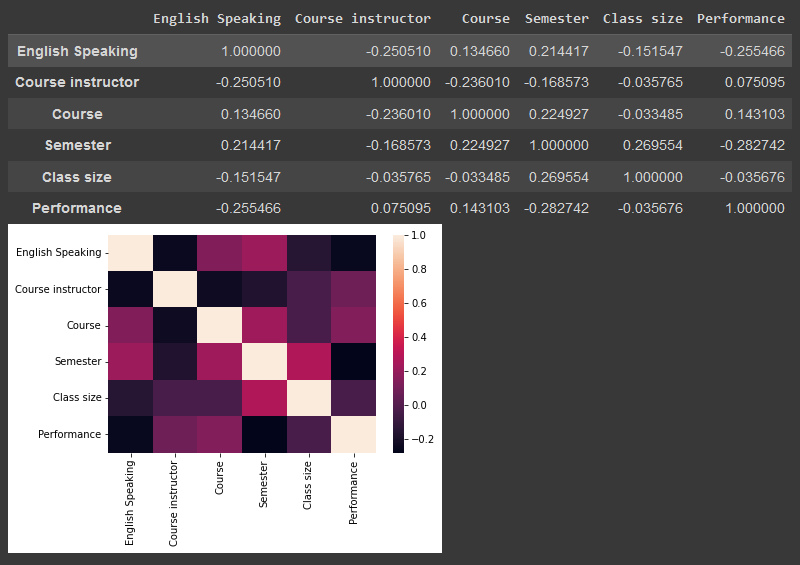 English Speaking Course instructor Course Semester Class size Performance
English Speaking 1.000000 -0.250510 0.134660 0.214417 -0.151547 -0.255466
Course instructor -0.250510 1.000000 -0.236010 -0.168573 -0.035765 0.075095
Course 0.134660 -0.236010 1.000000 0.224927 -0.033485 0.143103
Semester 0.214417 -0.168573 0.224927 1.000000 0.269554 -0.282742
Class size -0.151547 -0.035765 -0.033485 0.269554 1.000000 -0.035676
Performance -0.255466 0.075095 0.143103 -0.282742 -0.035676 1.000000
English Speaking
Course instructor
Course
Semester
Class size
Performance
English Speaking
Course instructor
Course
Semester
Class size
Performance
1.0
0.8
0.6
0.4
0.2
0.0
−0.2